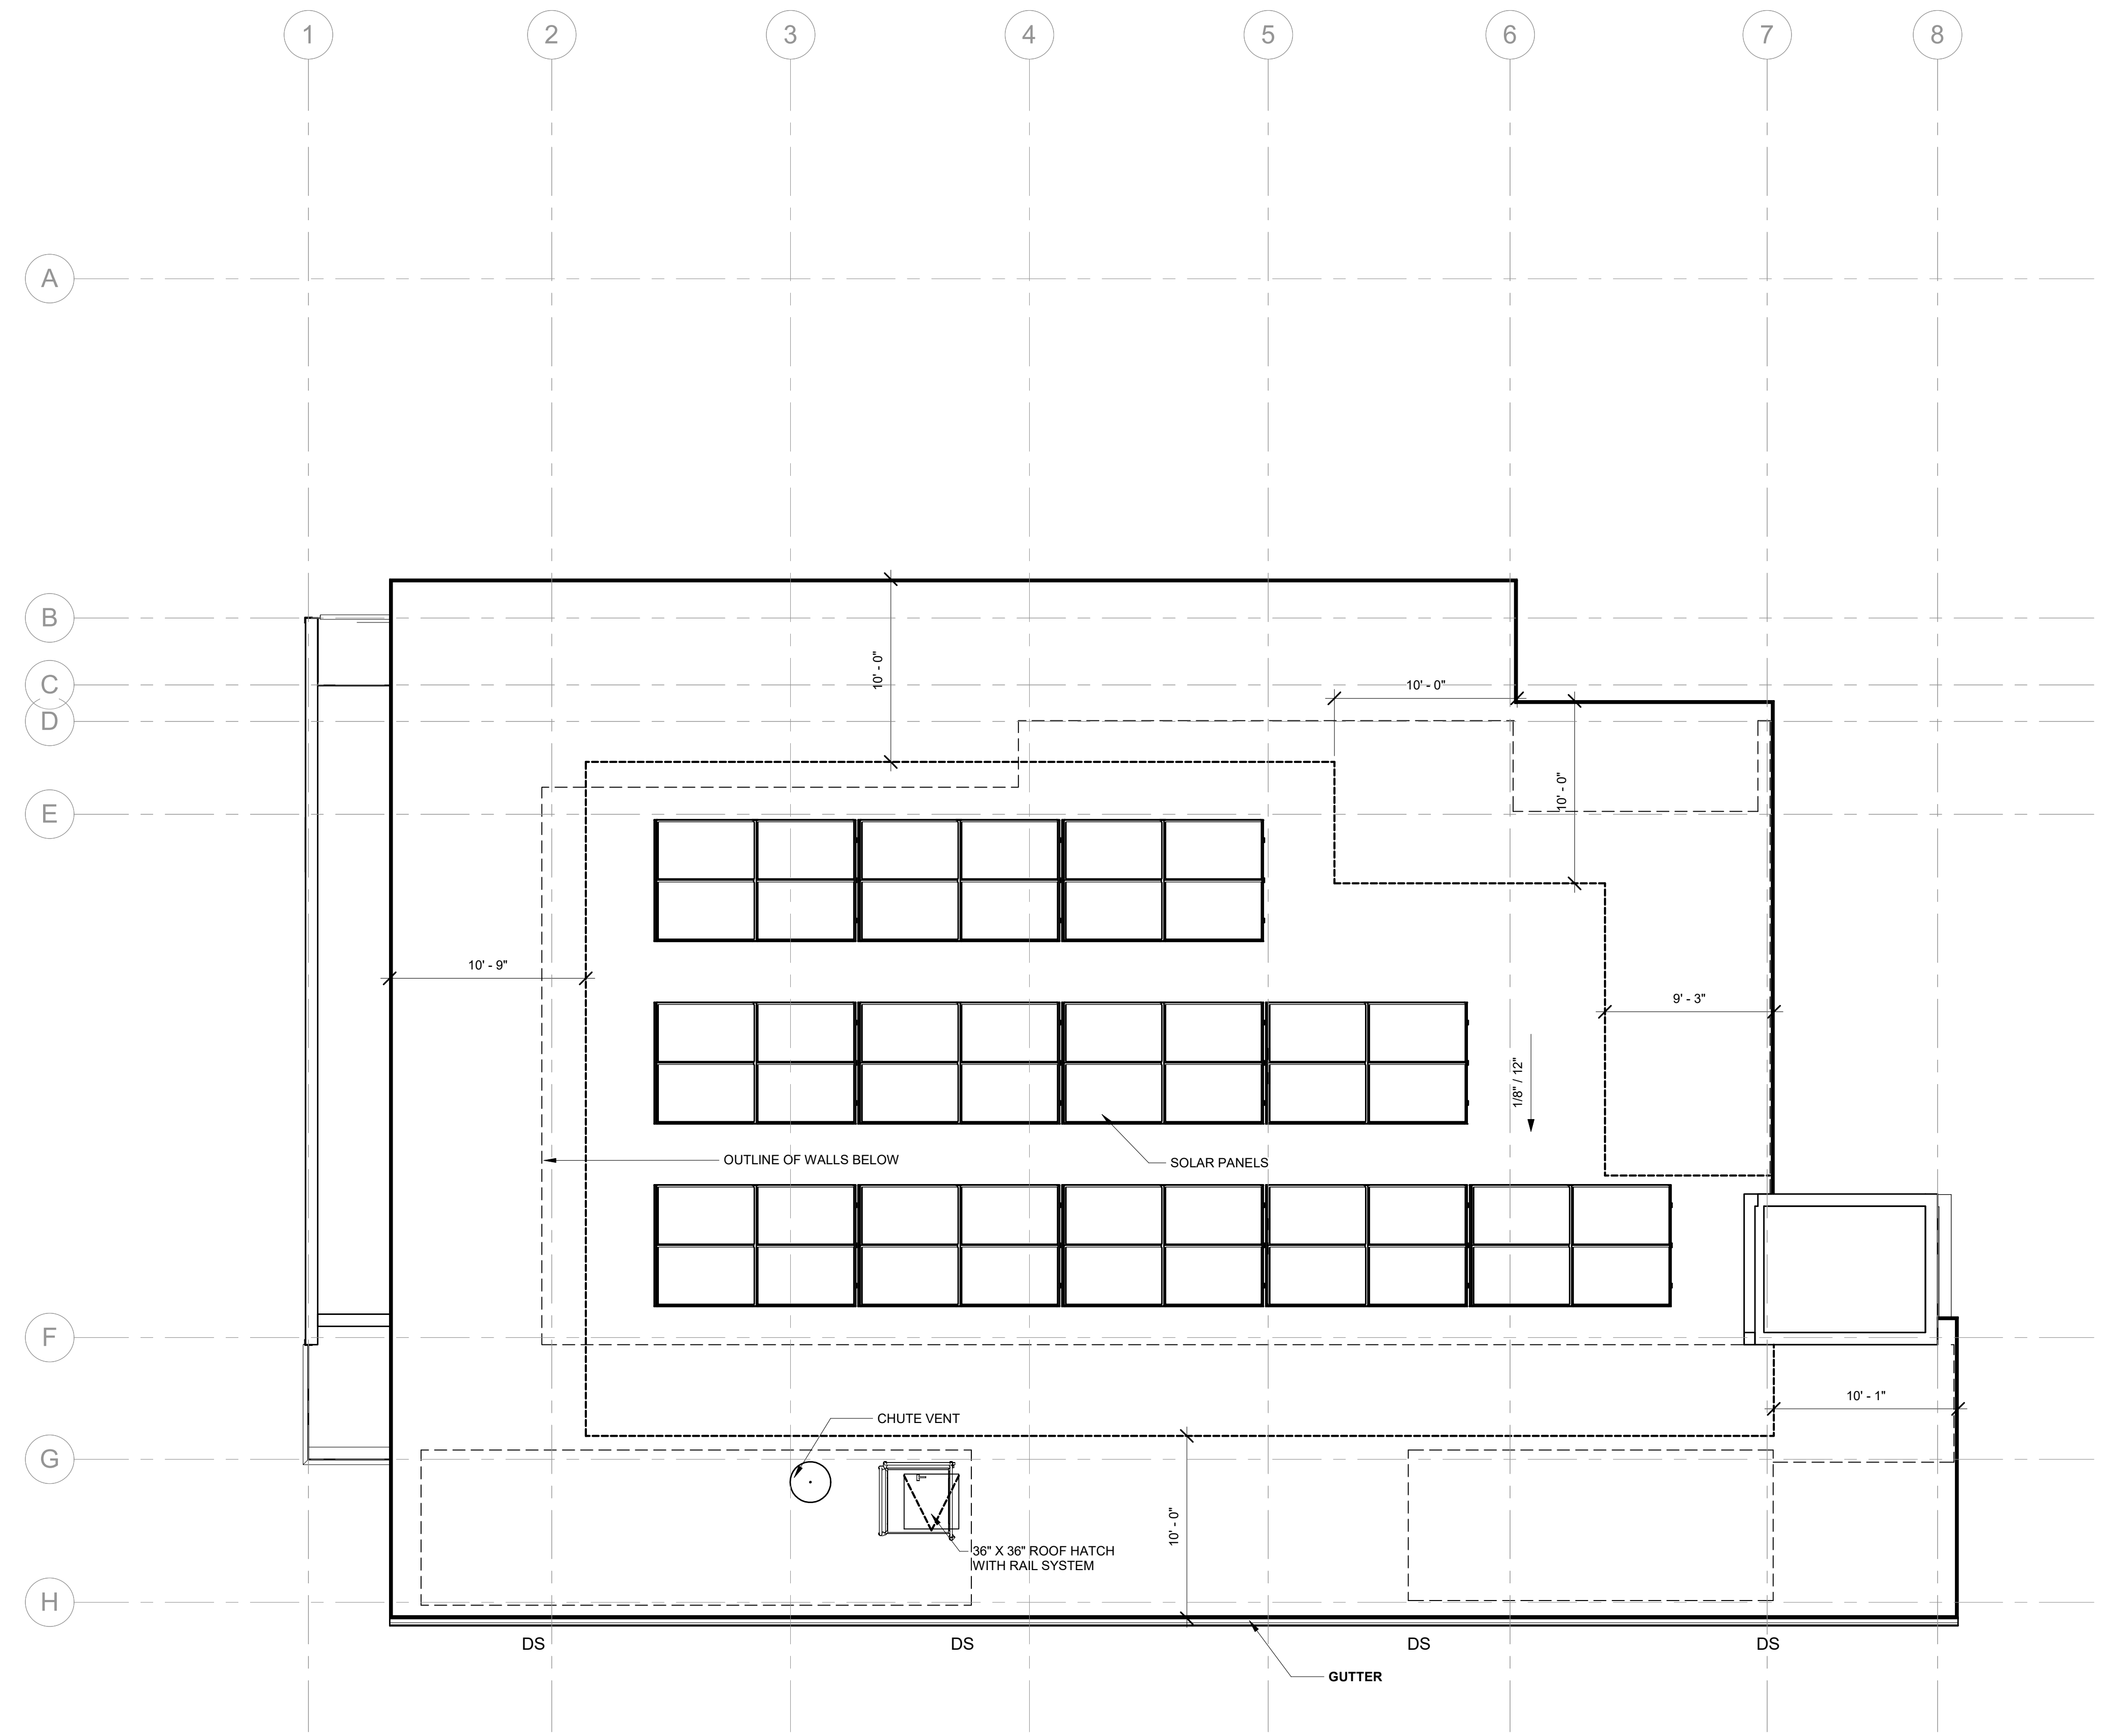 1
2
3
4
5
6
7
8
A
B
C
D
E
F
G
H
10' - 0"
10' - 0"
10' - 0"
10' - 9"
9' - 3"
1/8" / 12"
OUTLINE OF WALLS BELOW
SOLAR PANELS
10' - 1"
CHUTE VENT
10' - 0"
36" X 36" ROOF HATCH
WITH RAIL SYSTEM
DS
DS
DS
DS
GUTTER